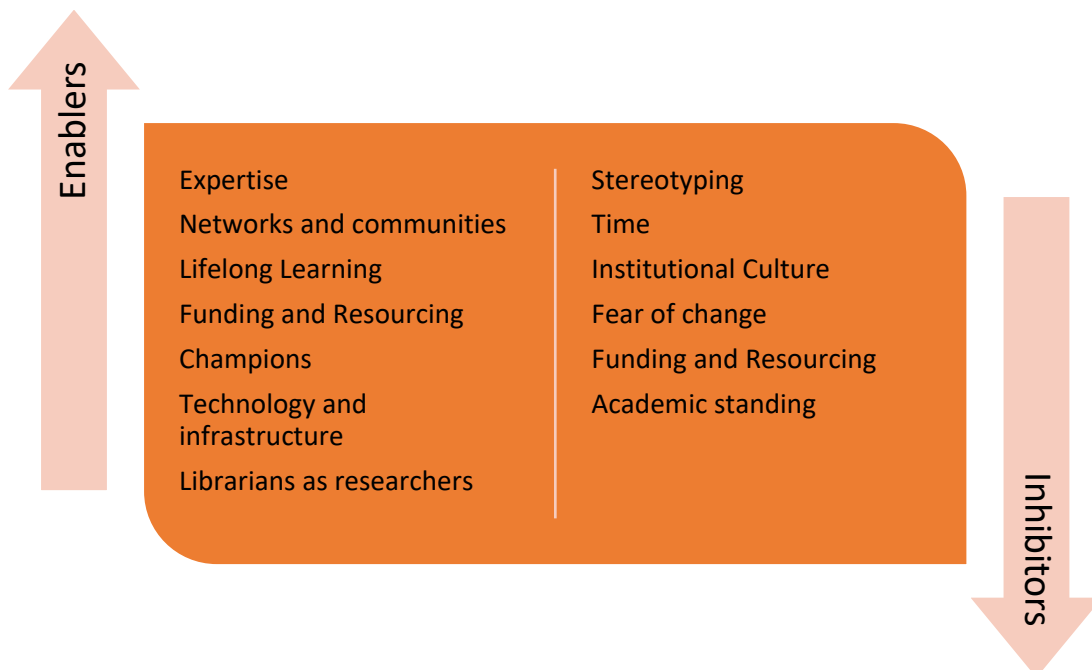 Enablers
Expertise
Networks and communities
Lifelong Learning
Funding and Resourcing
Champions
Technology and
infrastructure
Librarians as researchers
Stereotyping
Time
Institutional Culture
Fear of change
Funding and Resourcing
Academic standing
Inhibitors